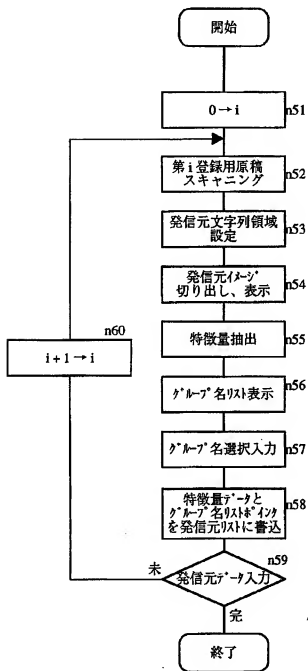 開始
0→i
n51
第i登録用原稿
スキャニング
n52
発信元文字列領域
設定
n53
発信元イメージ
切り出し、表示
n54
特徴量抽出
n55
グループ名リスト表示
n56
グループ名選択入力
n57
特徴量データと
グループ名リストポインタ
を発信元リストに書込
n58
発信元データ入力
n59
未
完
i+1→i
n60
終了